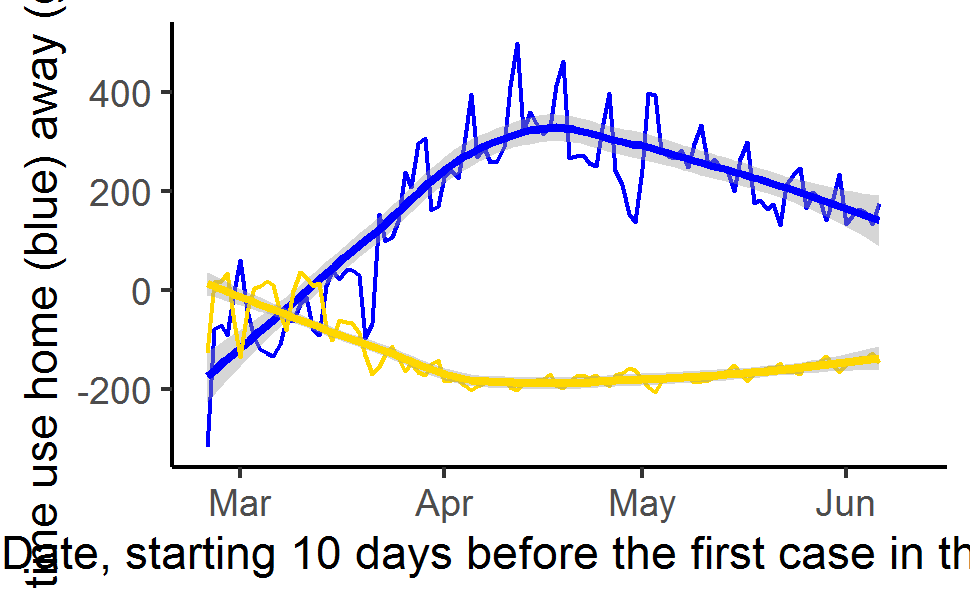 time use home (blue) away (
400
200
0
-200
Mar Apr May Jun
Date, starting 10 days before the first case in th